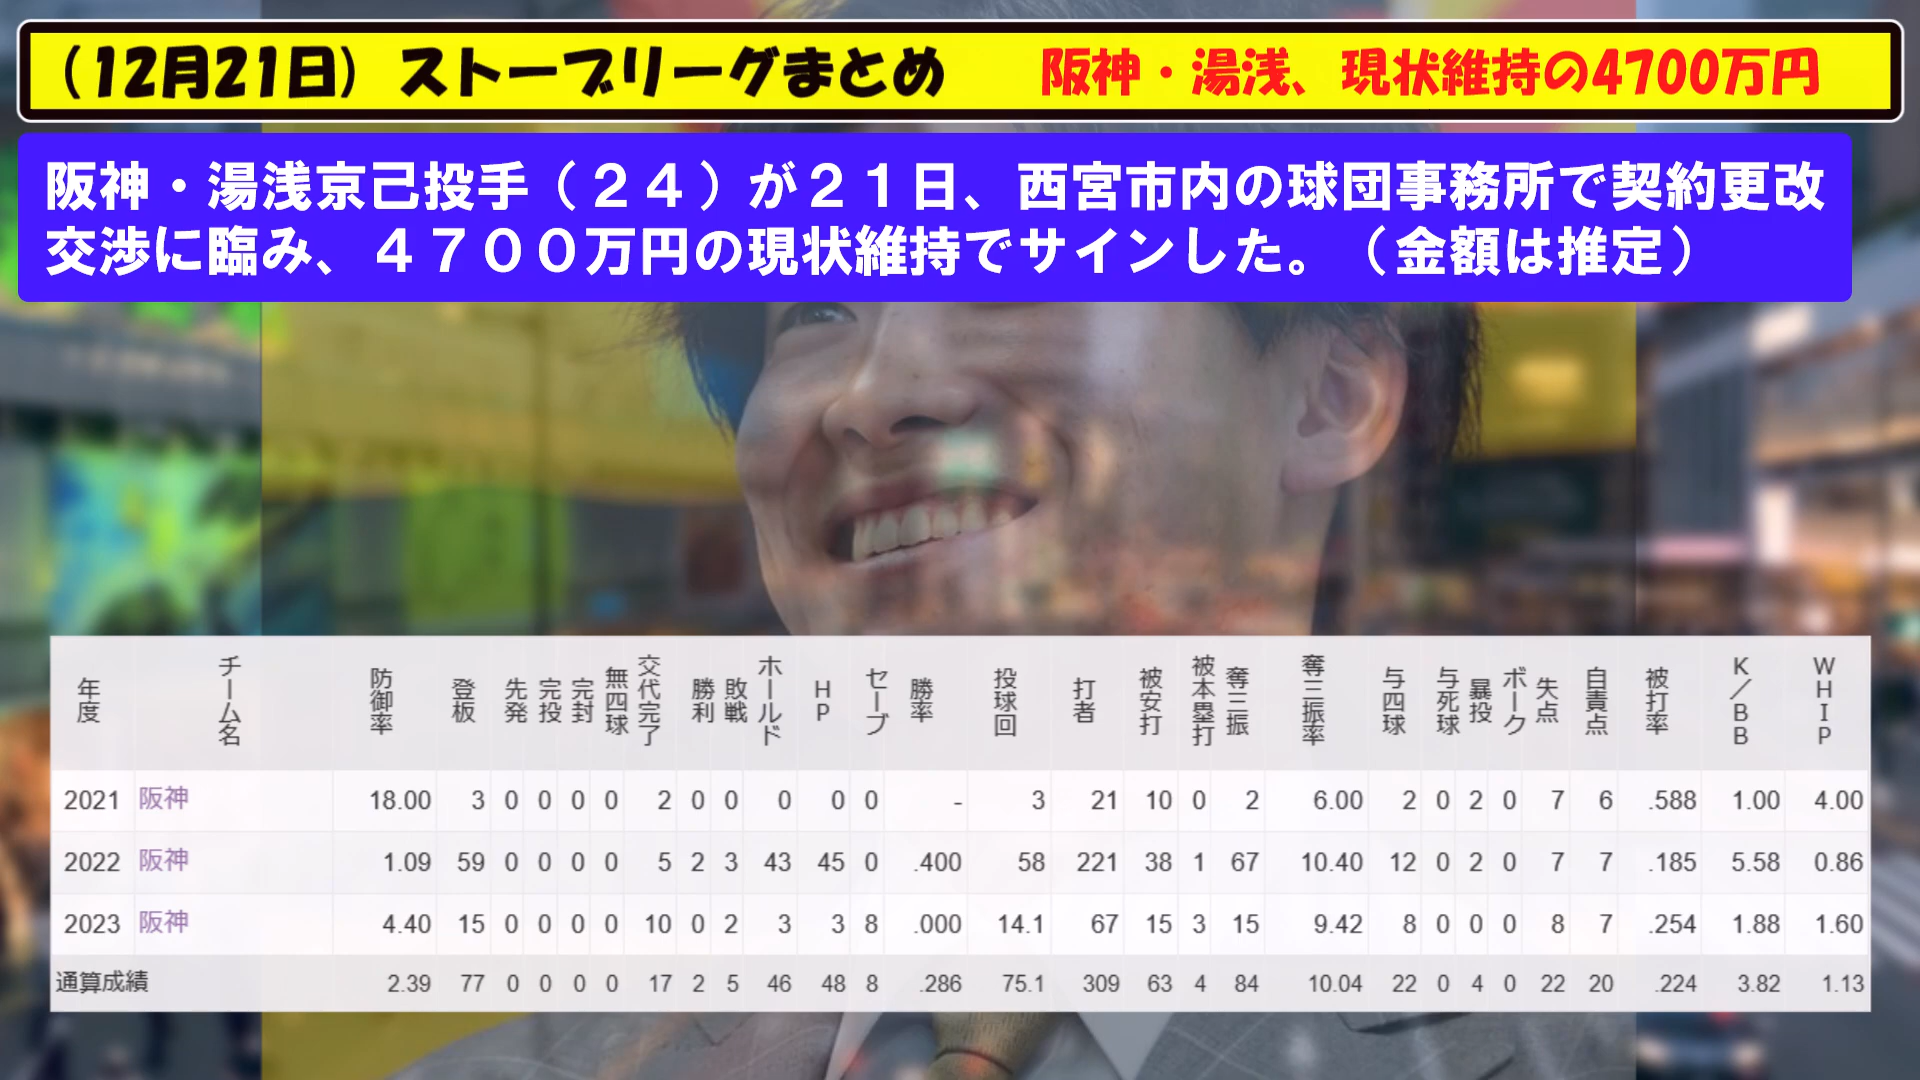 （12月21日）ストーブリーグまとめ　阪神・湯浅、現状維持の4700万円
阪神・湯浅京己投手（２４）が２１日、西宮市内の球団事務所で契約更改
交渉に臨み、４７００万円の現状維持でサインした。（金額は推定）
年度 チーム名 防御率 登板 先発 完投 完封 無四球 交代完了 勝利 敗戦 ホールド HP セーブ 勝率 投球回 打者 被安打 被本塁打 奪三振 奪三振率 与四球 与死球 暴投 ボーク 失点 自責点 被打率 K／BB WHIP
2021 阪神 18.00 3 0 0 0 0 2 0 0 0 0 0 - 3 21 10 0 2 6.00 2 0 2 0 7 6 .588 1.00 4.00
2022 阪神 1.09 59 0 0 0 0 5 2 3 43 45 0 .400 58 221 38 1 67 10.40 12 0 2 0 7 7 .185 5.58 0.86
2023 阪神 4.40 15 0 0 0 0 10 0 2 3 3 8 .000 14.1 67 15 3 15 9.42 8 0 0 0 8 7 .254 1.88 1.60
通算成績 2.39 77 0 0 0 0 17 2 5 46 48 8 .286 75.1 309 63 4 84 10.04 22 0 4 0 22 20 .224 3.82 1.13